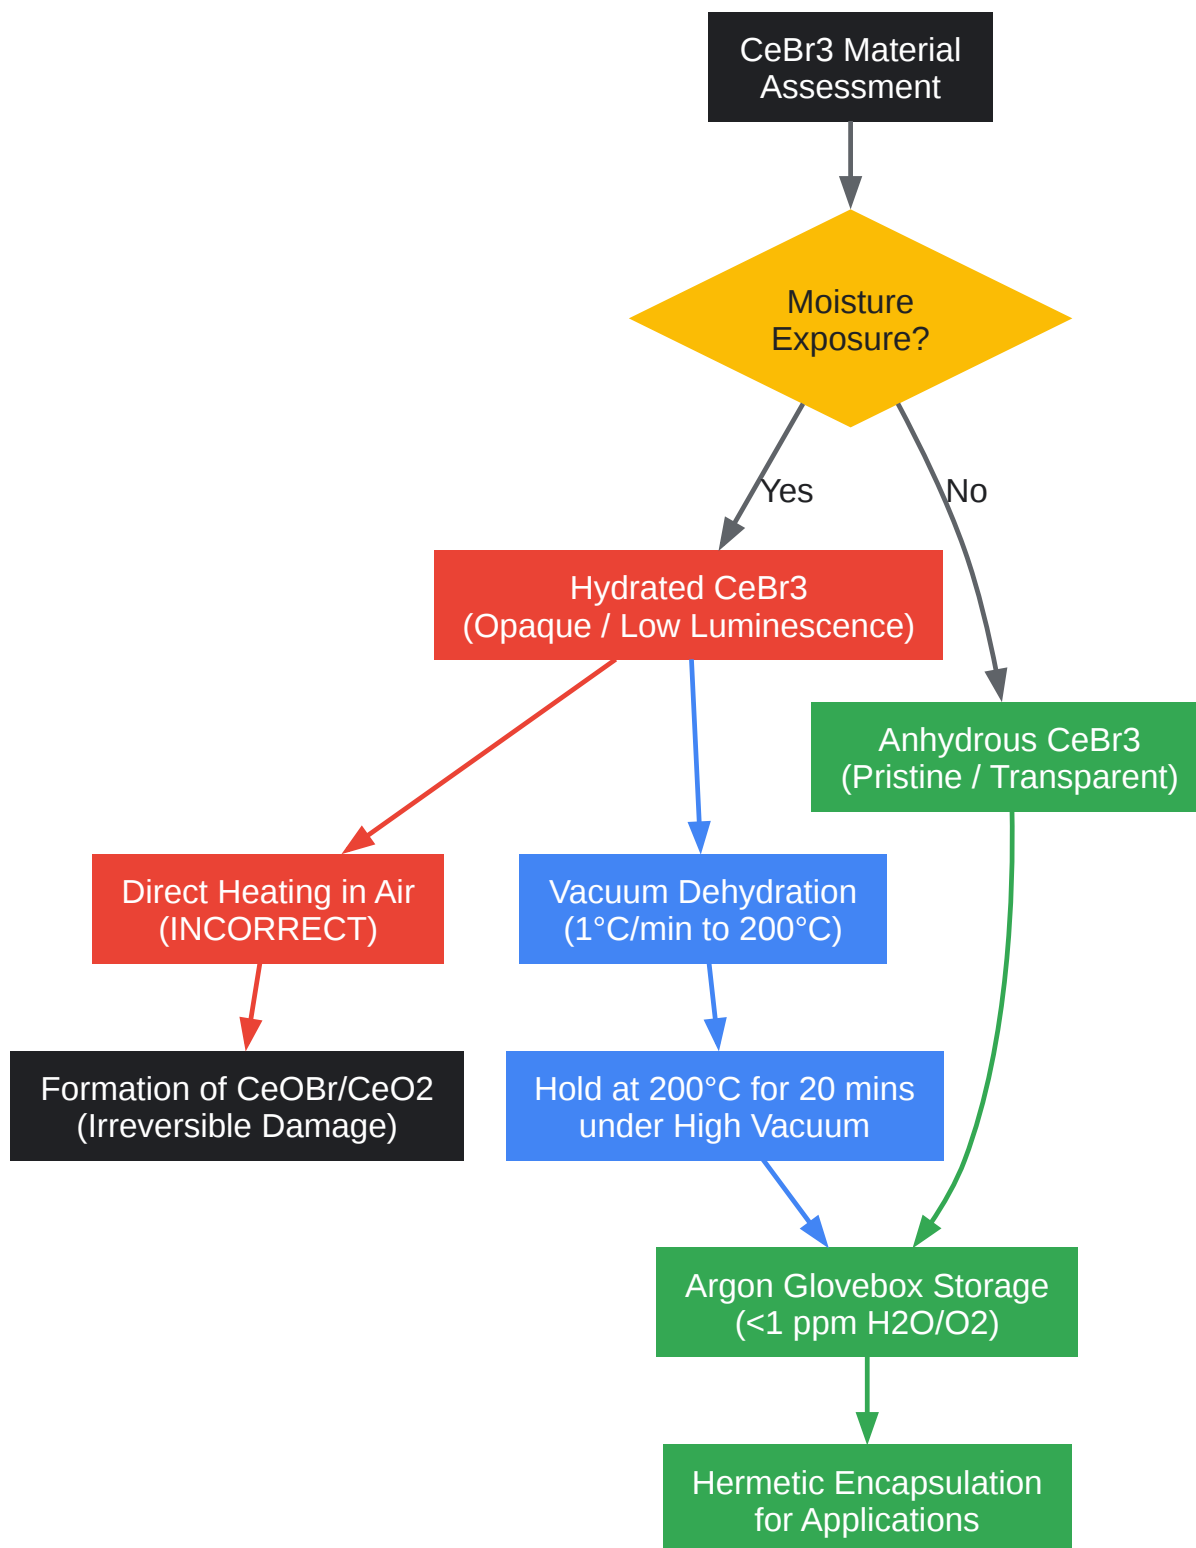 CeBr3 Material
Assessment
Moisture
Exposure?
Yes
No
Hydrated CeBr3
(Opaque / Low Luminescence)
Anhydrous CeBr3
(Pristine / Transparent)
Direct Heating in Air
(INCORRECT)
Vacuum Dehydration
(1°C/min to 200°C)
Formation of CeOBr/CeO2
(Irreversible Damage)
Hold at 200°C for 20 mins
under High Vacuum
Argon Glovebox Storage
(<1 ppm H2O/O2)
Hermetic Encapsulation
for Applications